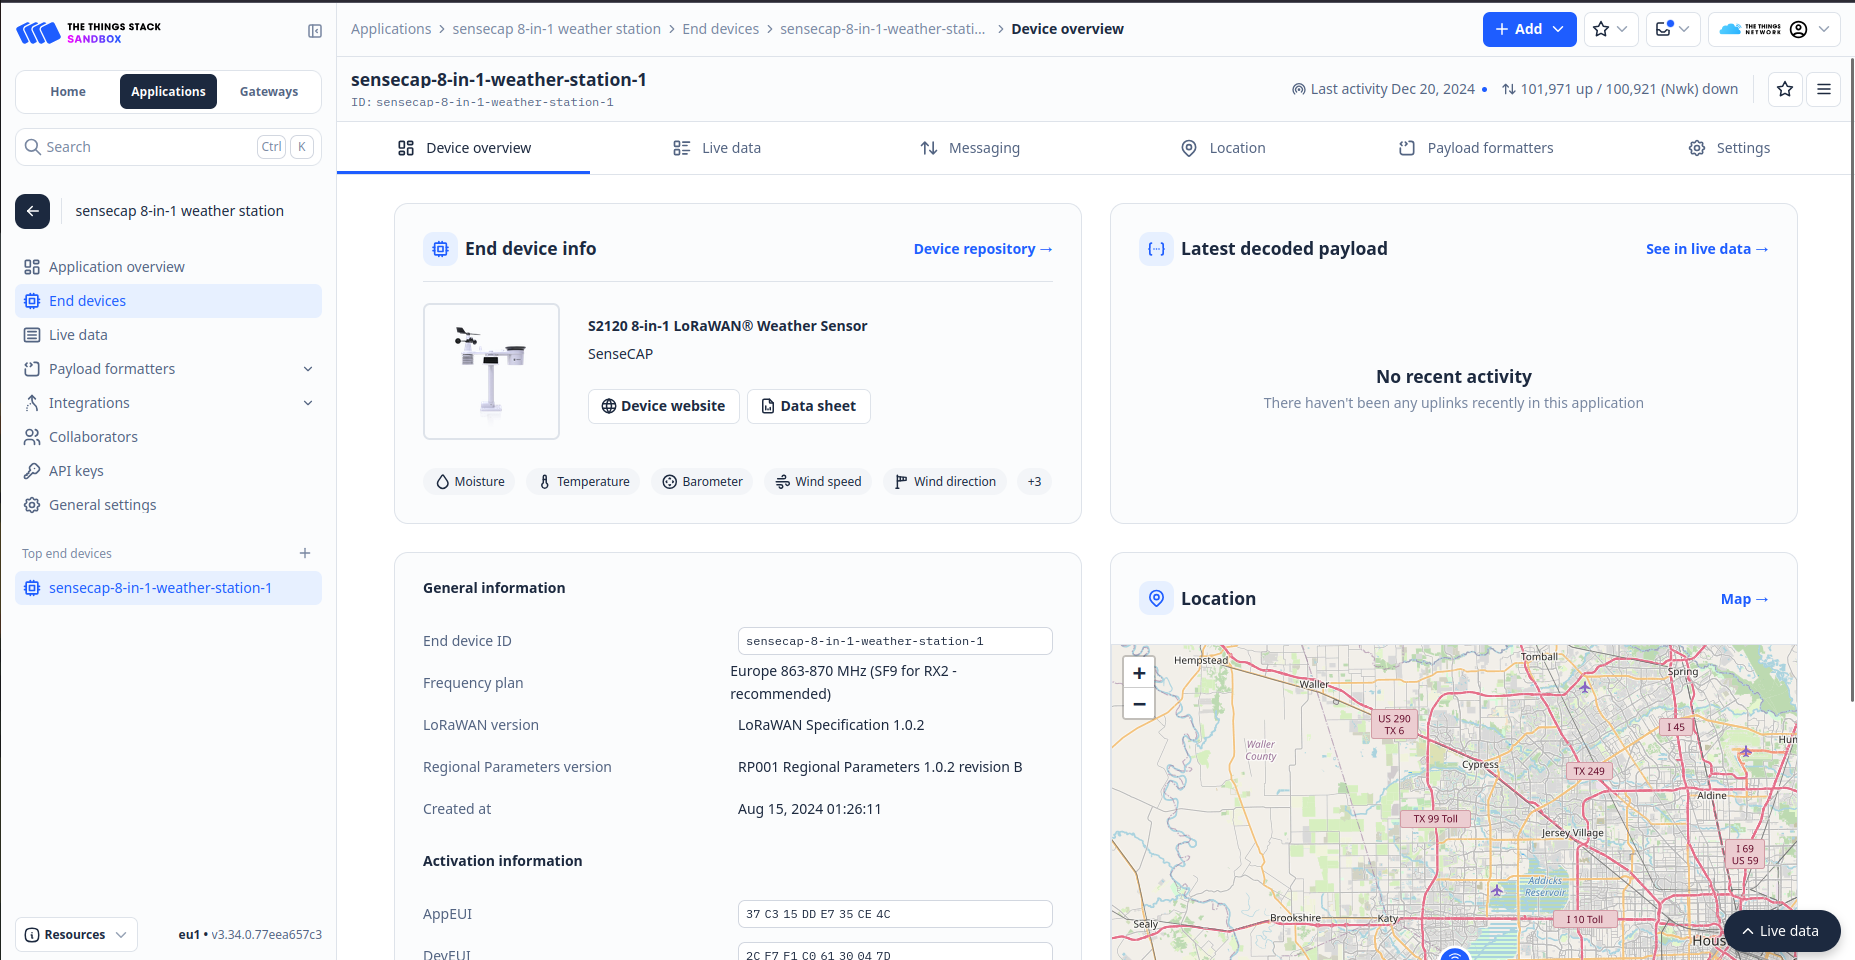 THE THINGS STACK
SANDBOX
Applications
sensecap 8-in-1 weather station
End devices
sensecap-8-in-1-weather-stati...
Device overview
Add
THE THINGS
NETWORK
Home
Applications
Gateways
Search
Ctrl
K
sensecap 8-in-1 weather station
Application overview
End devices
Live data
Payload formatters
Integrations
Collaborators
API keys
General settings
Top end devices
sensecap-8-in-1-weather-station-1
Resources
eu1 • v3.34.0.77eea657c3
sensecap-8-in-1-weather-station-1
ID: sensecap-8-in-1-weather-station-1
Last activity Dec 20, 2024 • 101,971 up / 100,921 (Nwk) down
Device overview
Live data
Messaging
Location
Payload formatters
Settings
End device info
Device repository →
S2120 8-in-1 LoRaWAN® Weather Sensor
SenseCAP
Device website
Data sheet
Moisture
Temperature
Barometer
Wind speed
Wind direction
+3
Latest decoded payload
See in live data →
No recent activity
There haven't been any uplinks recently in this application
General information
End device ID
sensecap-8-in-1-weather-station-1
Frequency plan
Europe 863-870 MHz (SF9 for RX2 -
recommended)
LoRaWAN version
LoRaWAN Specification 1.0.2
Regional Parameters version
RP001 Regional Parameters 1.0.2 revision B
Created at
Aug 15, 2024 01:26:11
Activation information
AppEUI
37 C3 15 DD E7 35 CE 4C
DevEUI
2C F7 F1 C0 61 30 04 7D
Location
Map →
+
−
Hempstead
Tomball
Spring
Waller
US 290
TX 6
I 45
Hum
Waller
County
Cypress
TX 249
Aldine
TX 99 Toll
Jersey Village
I 69
US 59
Addicks
Reservoir
Sealy
Brookshire
Katy
I 10 Toll
Hous
Live data